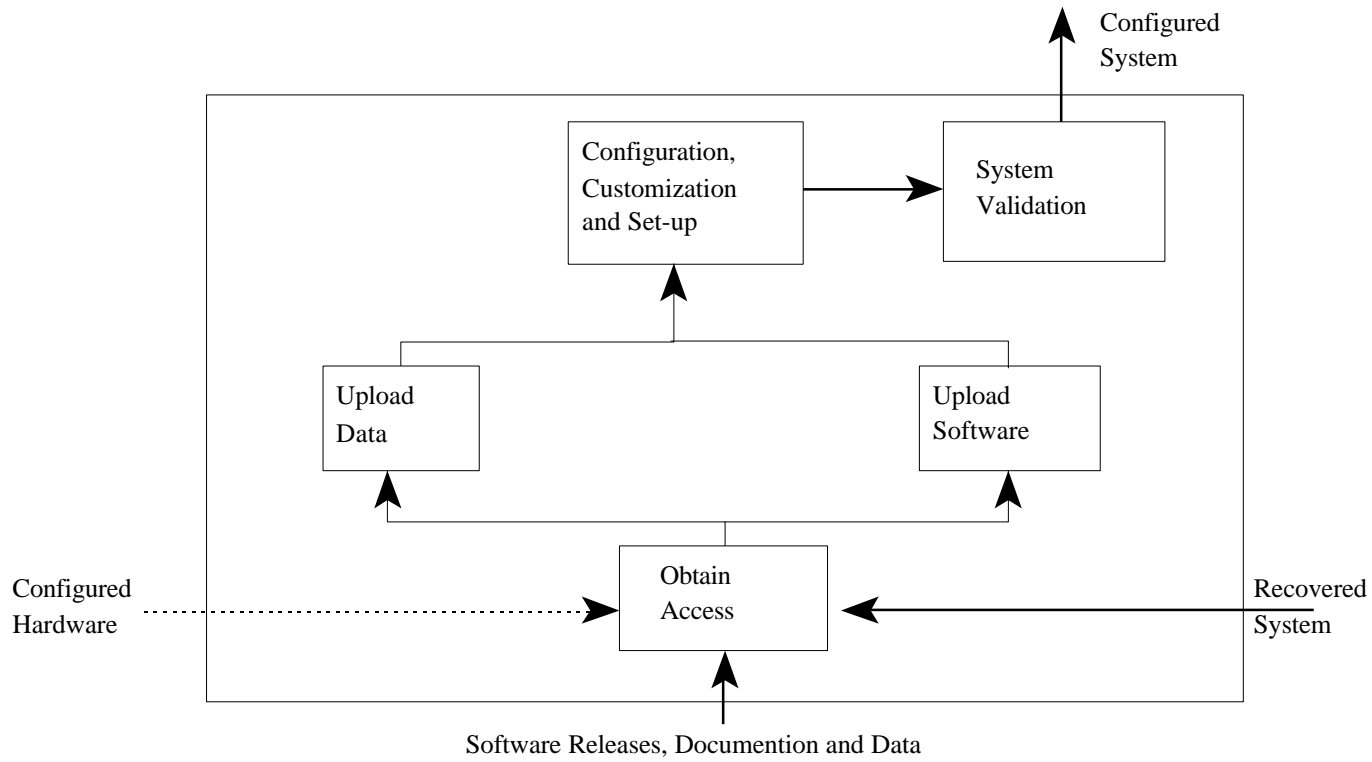 Configured
System
Configuration,
Customization
and Set-up
System
Validation
Upload
Data
Upload
Software
Obtain
Access
Configured
Hardware
Recovered
System
Software Releases, Documention and Data